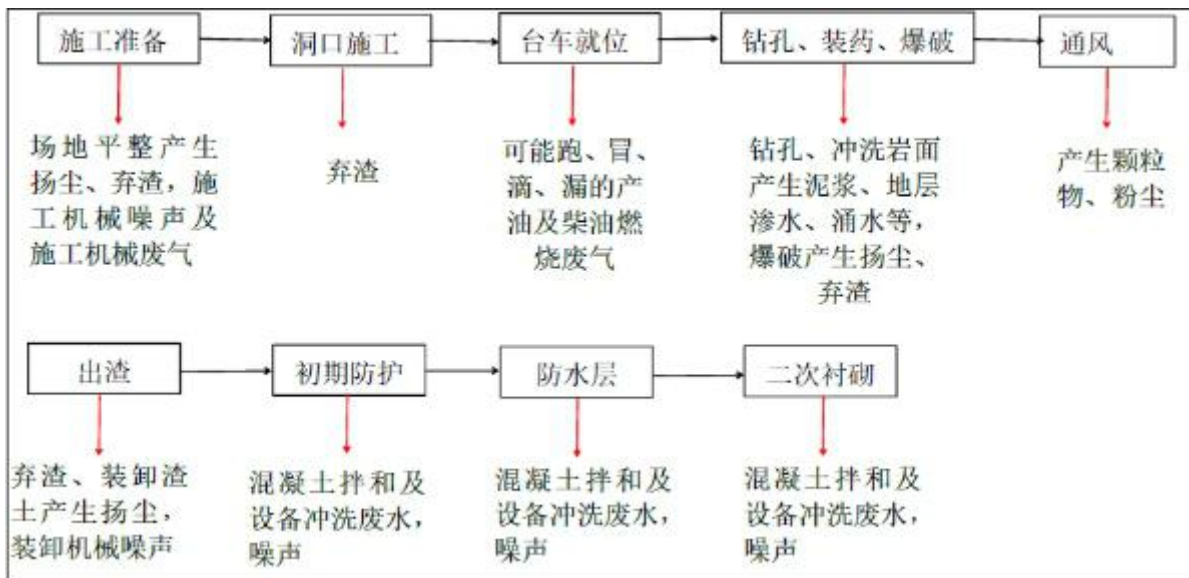 施工准备
洞口施工
台车就位
钻孔、装药、爆破
通风
场地平整产生
扬尘、弃渣，施
工机械噪声及
施工机械废气
弃渣
可能跑、冒、
滴、漏的产
油及柴油燃
烧废气
钻孔、冲洗岩面
产生泥浆、地层
渗水、涌水等，
爆破产生扬尘、
弃渣
产生颗粒
物、粉尘
出渣
初期防护
防水层
二次衬砌
弃渣、装卸渣
土产生扬尘，
装卸机械噪声
混凝土拌和及
设备冲洗废水，
噪声
混凝土拌和及
设备冲洗废水，
噪声
混凝土拌和及
设备冲洗废水，
噪声